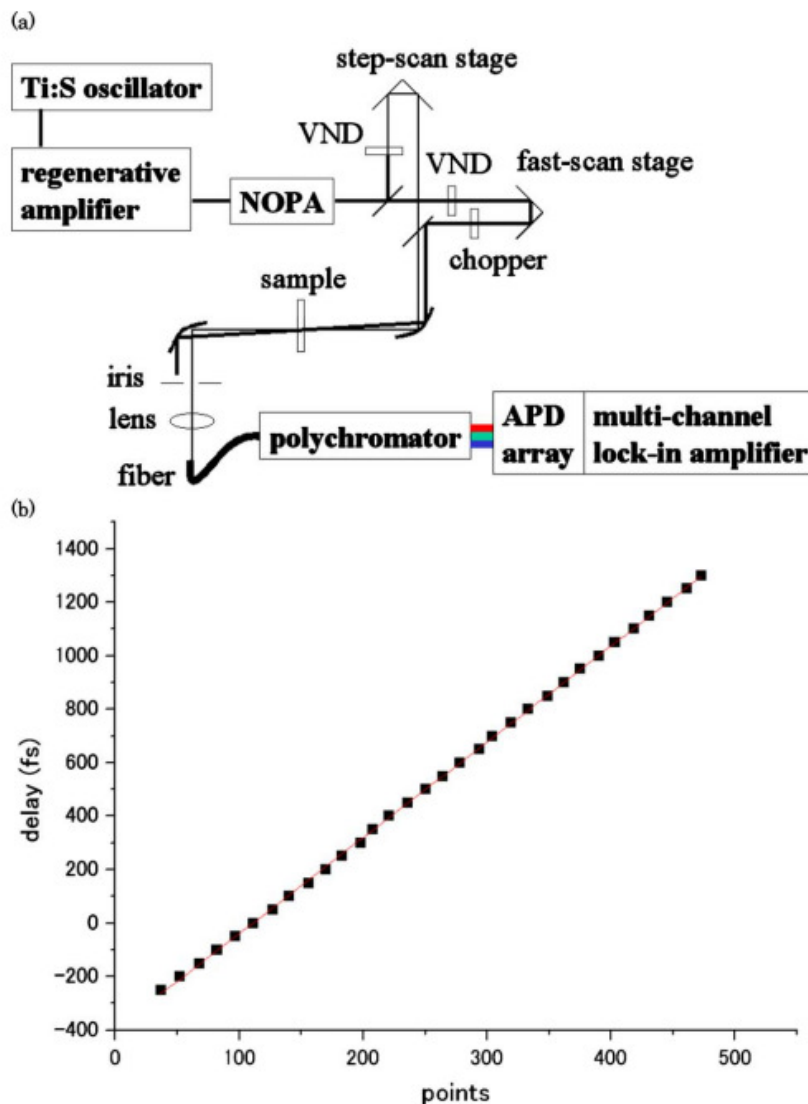 (a)
step-scan stage
Ti:S oscillator
VND
VND
fast-scan stage
regenerative
amplifier
NOPA
chopper
sample
iris
lens
fiber
polychromator
APD
array
multi-channel
lock-in amplifier
(b)
1400
1200
1000
800
600
400
200
0
-200
-400
delay (fs)
0 100 200 300 400 500
points